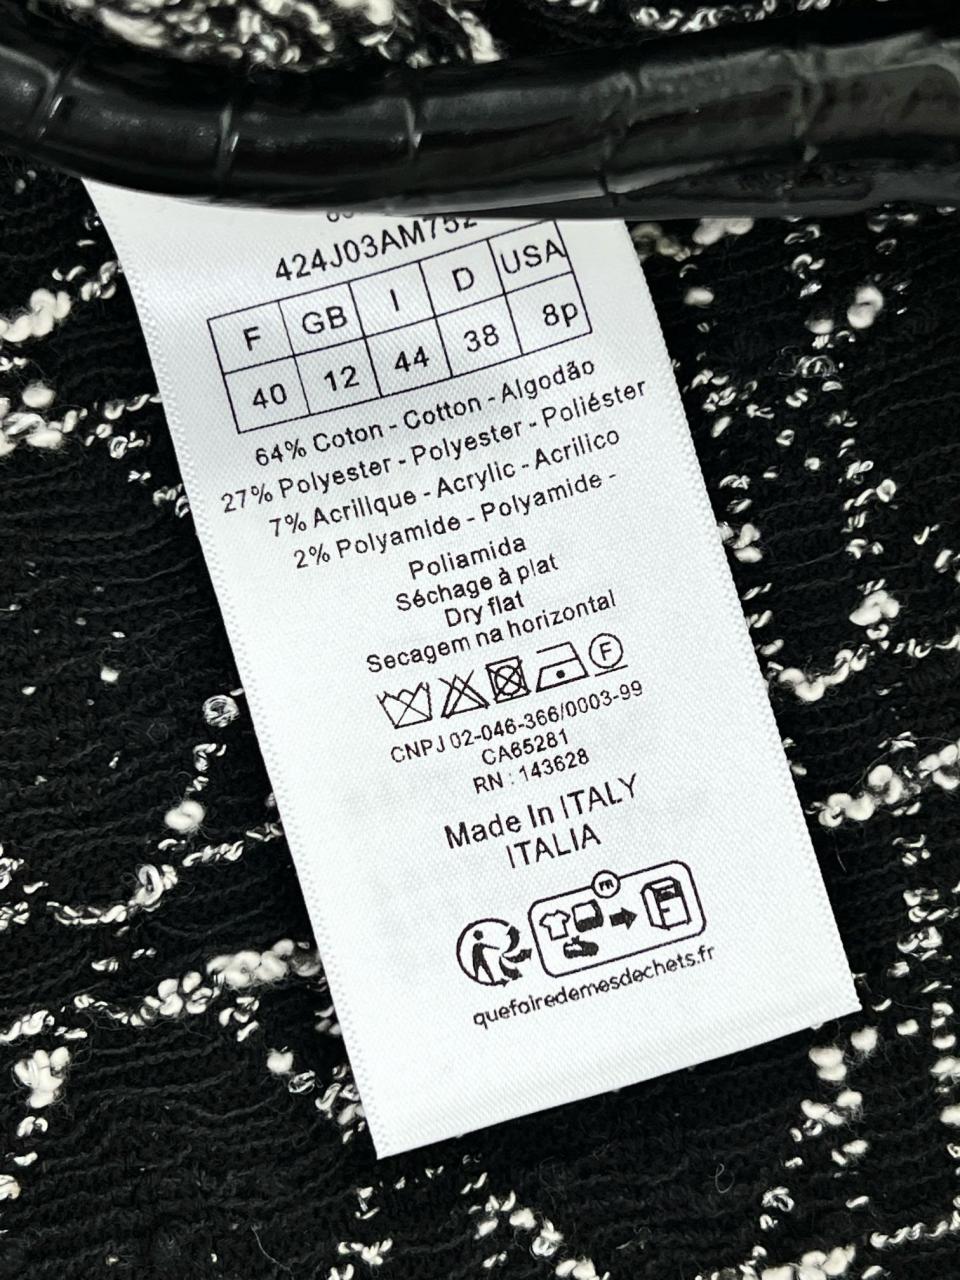 424J03AM752
F GB I D USA
40 12 44 38 8p
64% Coton - Cotton - Algodão
27% Polyester - Polyester - Poliéster
7% Acrilique - Acrylic - Acrilico
2% Polyamide - Polyamide -
Poliamida
Séchage à plat
Dry flat
Secagem na horizontal
F
CNPJ 02-046-366/0003-99
CA65281
RN : 143628
Made In ITALY
ITALIA
quefairedemesdechets.fr